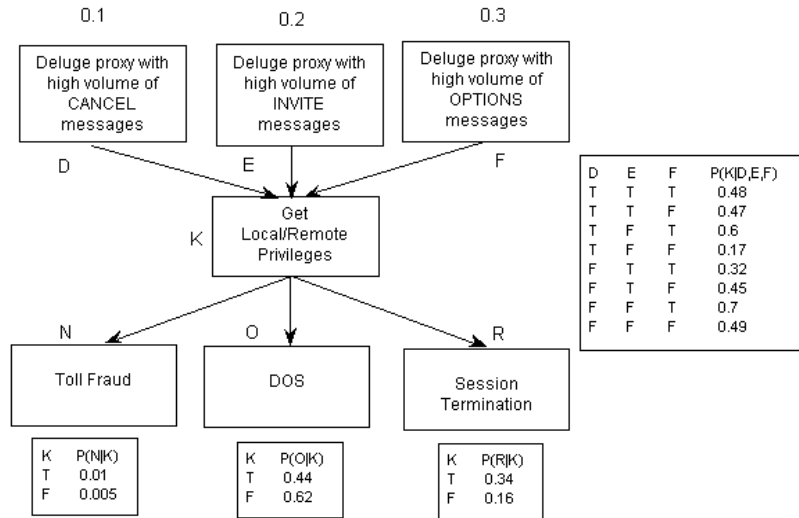 0.1
0.2
0.3
Deluge proxy with
high volume of
CANCEL
messages
Deluge proxy with
high volume of
INVITE
messages
Deluge proxy with
high volume of
OPTIONS
messages
D
E
F
K
Get
Local/Remote
Privileges
D E F P(K|D,E,F)
T T T 0.48
T T F 0.47
T F T 0.6
T F F 0.17
F T T 0.32
F T F 0.45
F F T 0.7
F F F 0.49
N
O
R
Toll Fraud
DOS
Session
Termination
K P(N|K)
T 0.01
F 0.005
K P(O|K)
T 0.44
F 0.62
K P(R|K)
T 0.34
F 0.16